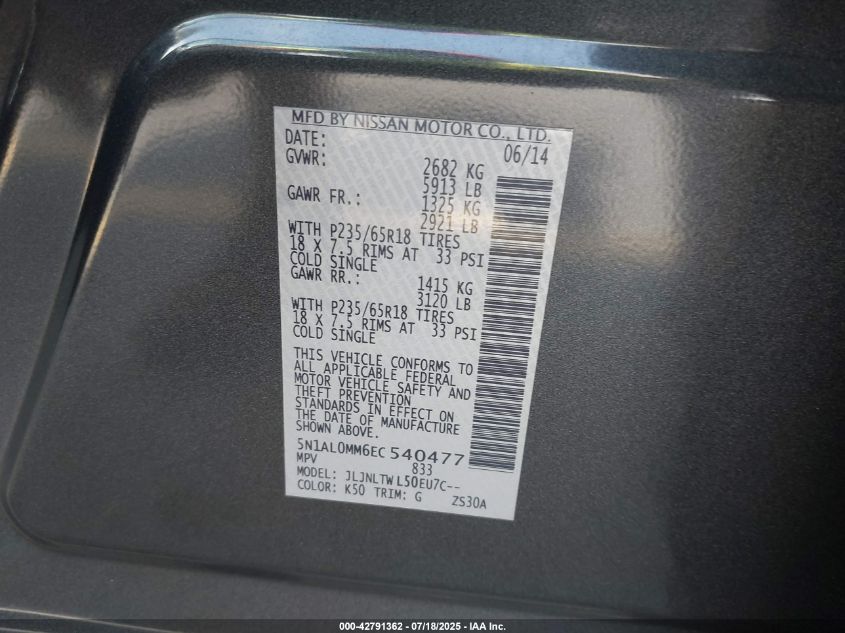 MFD BY NISSAN MOTOR CO., LTD.
DATE: 06/14
GVWR: 2682 KG
5913 LB
GAWR FR.: 1325 KG
2921 LB
WITH P235/65R18 TIRES
18 X 7.5 RIMS AT 33 PSI
COLD SINGLE
GAWR RR.: 1415 KG
3120 LB
WITH P235/65R18 TIRES
18 X 7.5 RIMS AT 33 PSI
COLD SINGLE
THIS VEHICLE CONFORMS TO
ALL APPLICABLE FEDERAL
MOTOR VEHICLE SAFETY AND
THEFT PREVENTION
STANDARDS IN EFFECT ON
THE DATE OF MANUFACTURE
SHOWN ABOVE.
5N1AL0MM6EC540477
MPV 833
MODEL: JLJNLTWL50EU7C--
COLOR: K50 TRIM: G ZS30A
000-42791362 - 07/18/2025 - IAA Inc.